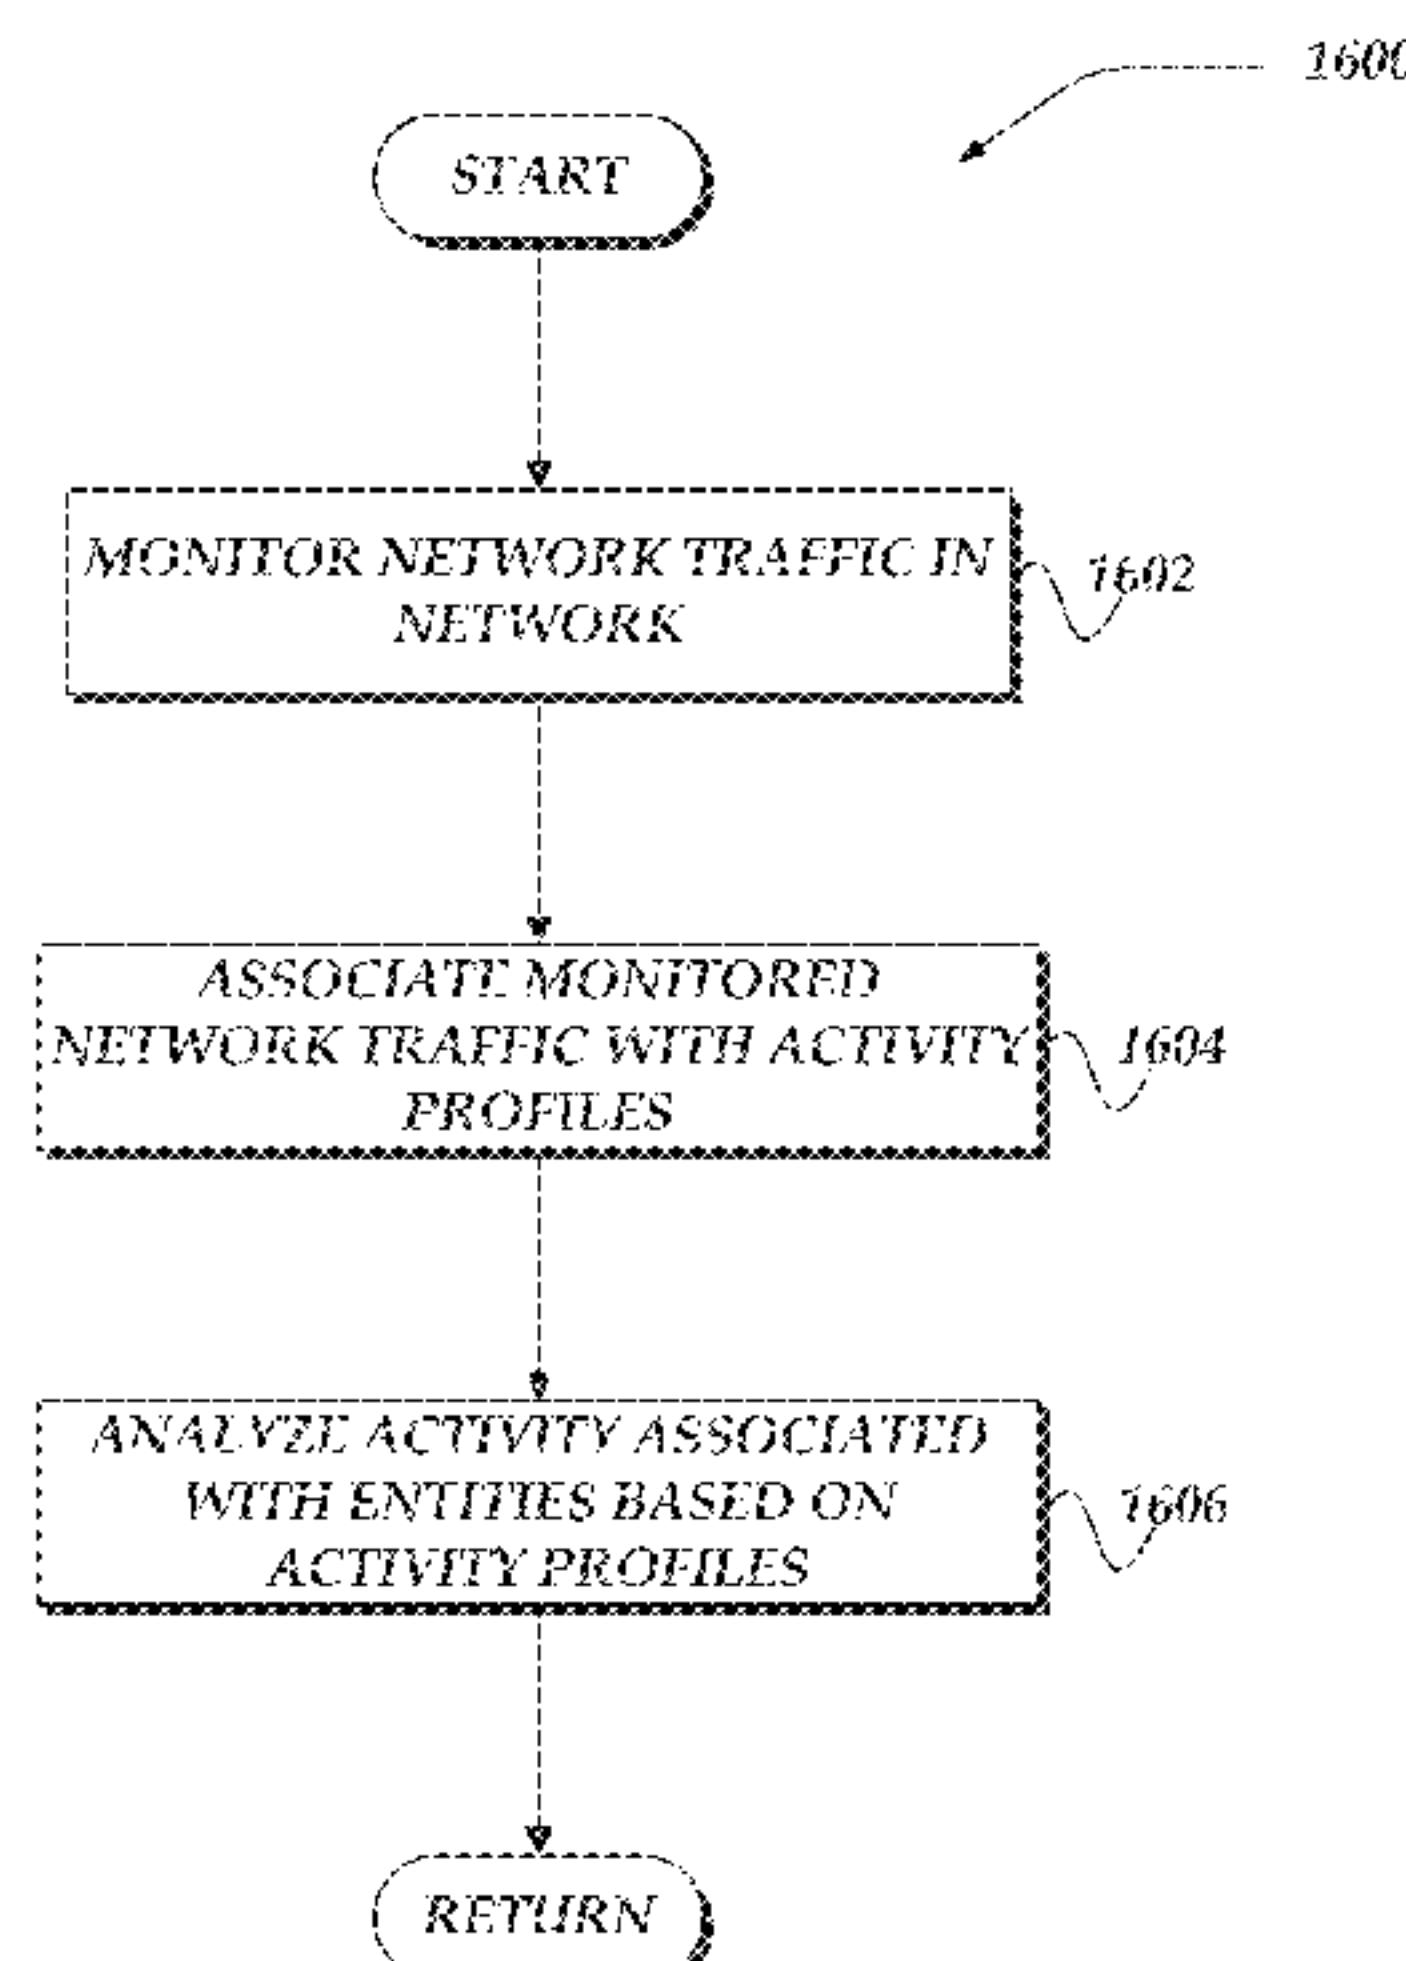 1600
START
MONITOR NETWORK TRAFFIC IN
NETWORK
1602
ASSOCIATE MONITORED
NETWORK TRAFFIC WITH ACTIVITY
PROFILES
1604
ANALYZE ACTIVITY ASSOCIATED
WITH ENTITIES BASED ON
ACTIVITY PROFILES
1606
RETURN